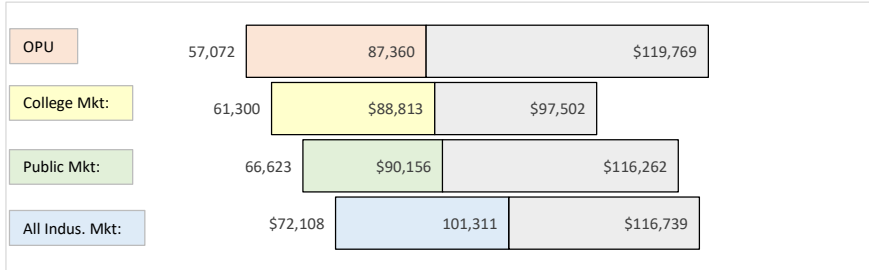 OPU 57,072 87,360 $119,769
College Mkt: 61,300 $88,813 $97,502
Public Mkt: 66,623 $90,156 $116,262
All Indus. Mkt: $72,108 101,311 $116,739